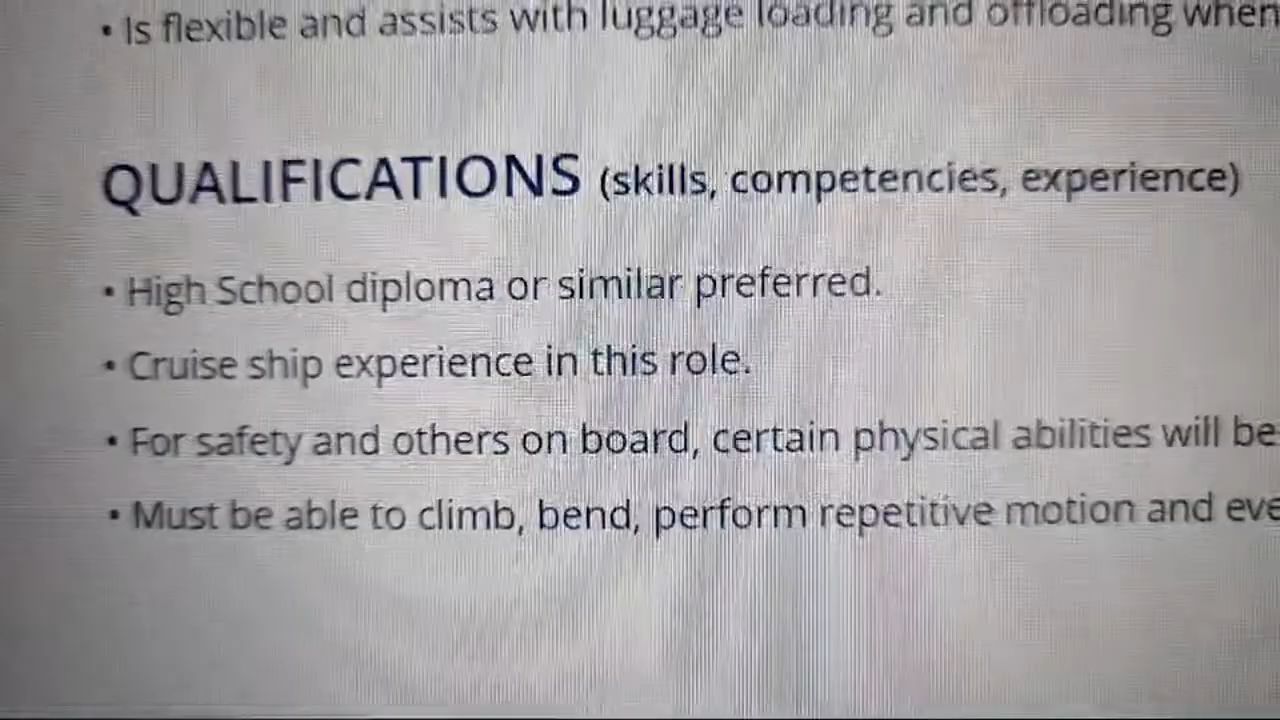 • Is flexible and assists with luggage loading and offloading when
QUALIFICATIONS (skills, competencies, experience)
• High School diploma or similar preferred.
• Cruise ship experience in this role.
• For safety and others on board, certain physical abilities will be
• Must be able to climb, bend, perform repetitive motion and eve